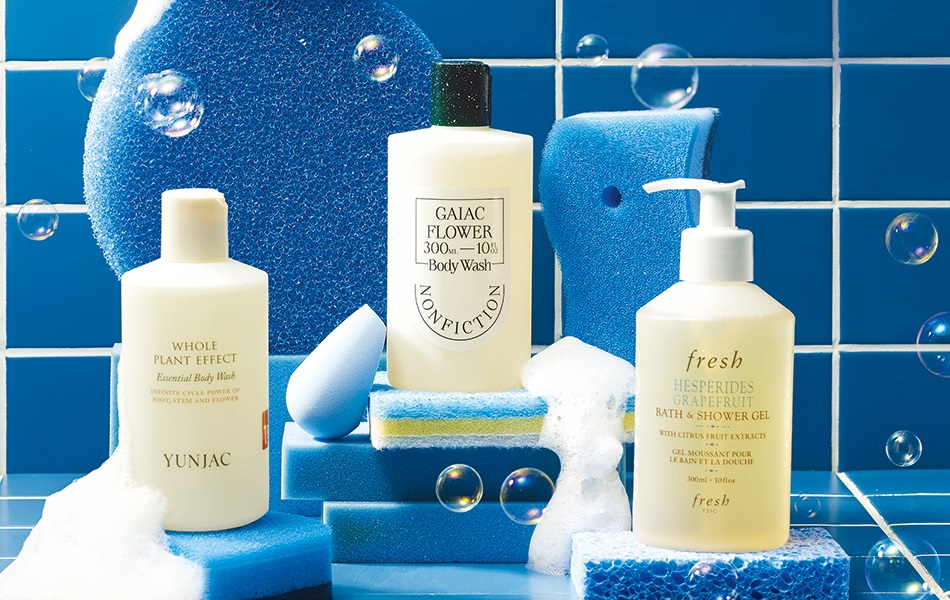 WHOLE
PLANT EFFECT
Essential Body Wash
INFINITE CYCLE POWER OF
ROOT, STEM AND FLOWER
YUNJAC
GAIAC
FLOWER
300ML — 10 FL OZ
Body Wash
NONFICTION
fresh
HESPERIDES
GRAPEFRUIT
BATH & SHOWER GEL
WITH CITRUS FRUIT EXTRACTS
GEL MOUSSANT POUR
LE BAIN ET LA DOUCHE
300ml • 10 fl oz
fresh